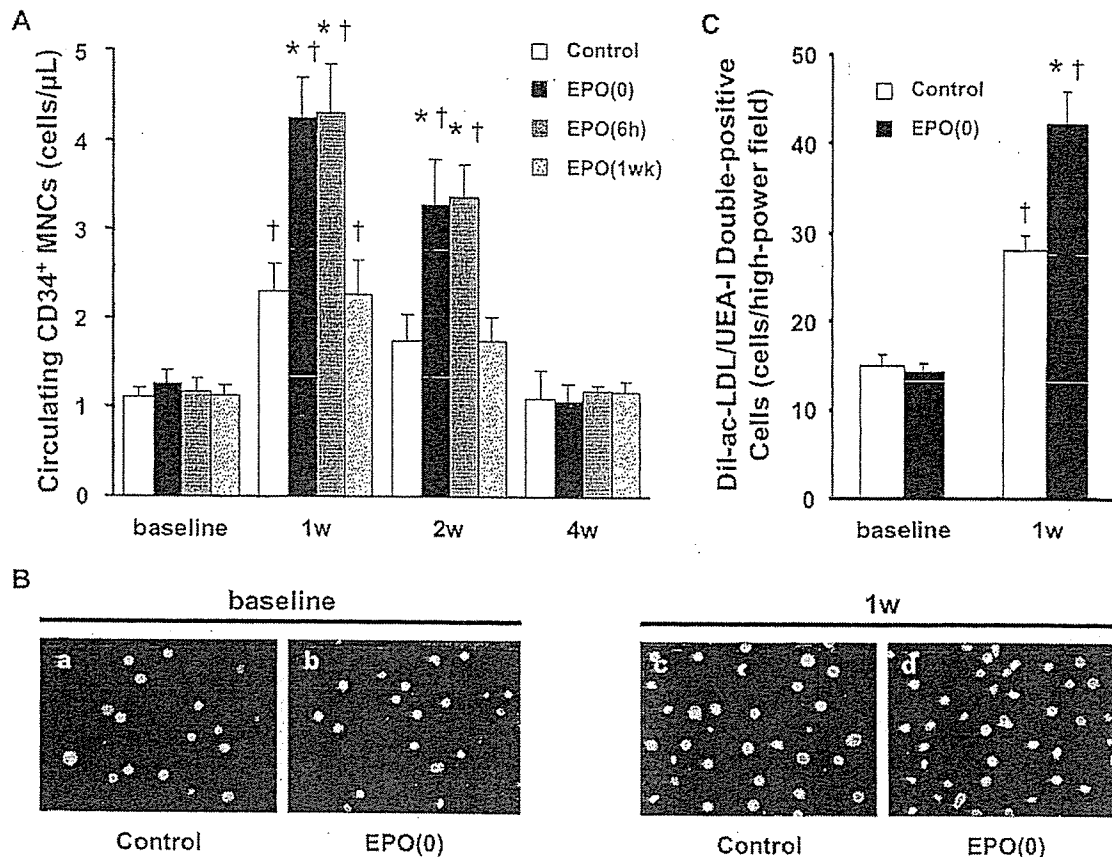 A
Circulating CD34⁺ MNCs (cells/µL)
5
4
3
2
1
0
* † * †
† †
* † * †
Control
EPO(0)
EPO(6h)
EPO(1wk)
baseline 1w 2w 4w
C
Dil-ac-LDL/UEA-I Double-positive
Cells (cells/high-power field)
50
40
30
20
10
0
Control
EPO(0)
* †
†
baseline 1w
B
baseline
1w
a b c d
Control EPO(0) Control EPO(0)